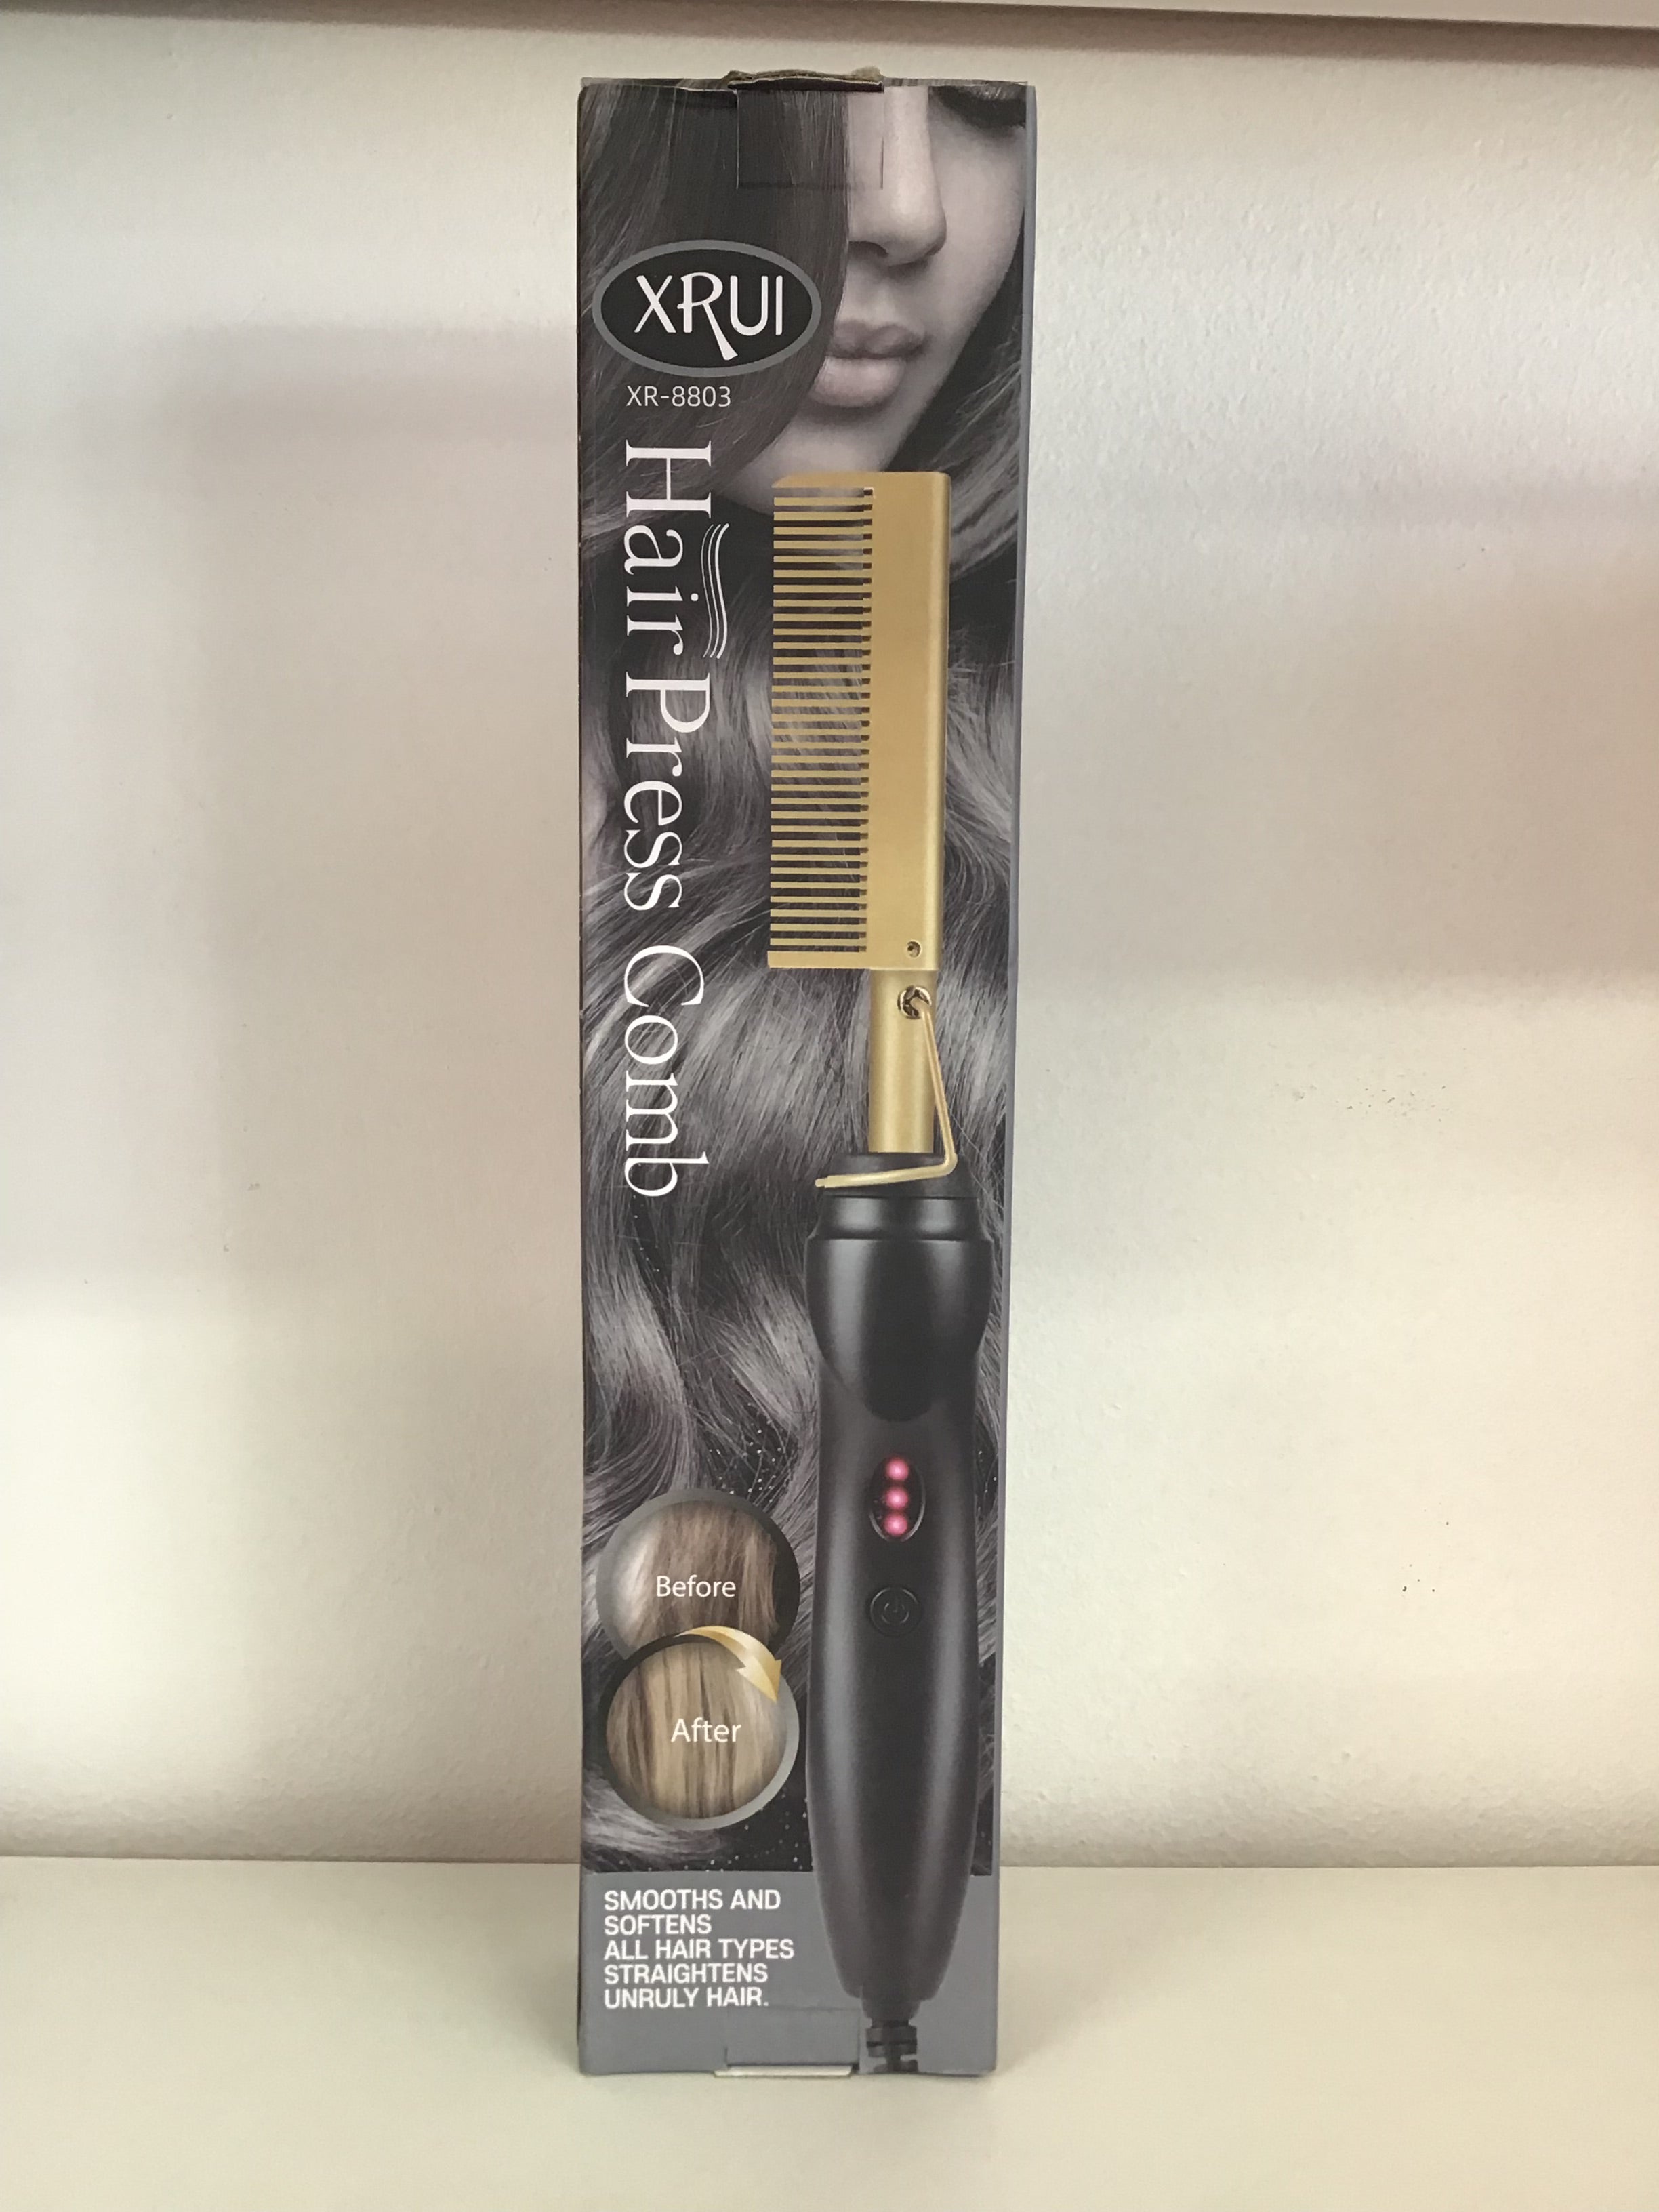 XRUI
XR-8803
Hair Press Comb
Before
After
SMOOTHS AND
SOFTENS
ALL HAIR TYPES
STRAIGHTENS
UNRULY HAIR.